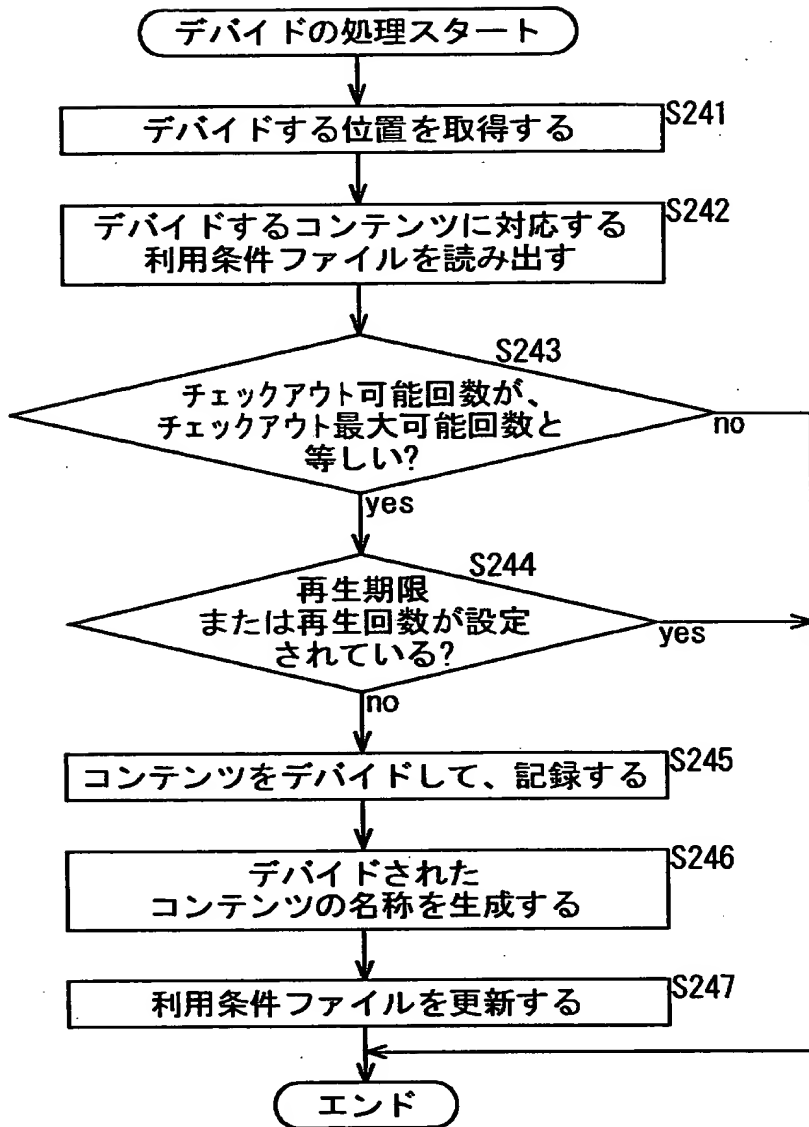 デバイドの処理スタート
S241
デバイドする位置を取得する
S242
デバイドするコンテンツに対応する
利用条件ファイルを読み出す
S243
チェックアウト可能回数が、
チェックアウト最大可能回数と
等しい?
no
yes
S244
再生期限
または再生回数が設定
されている?
yes
no
S245
コンテンツをデバイドして、記録する
S246
デバイドされた
コンテンツの名称を生成する
S247
利用条件ファイルを更新する
エンド